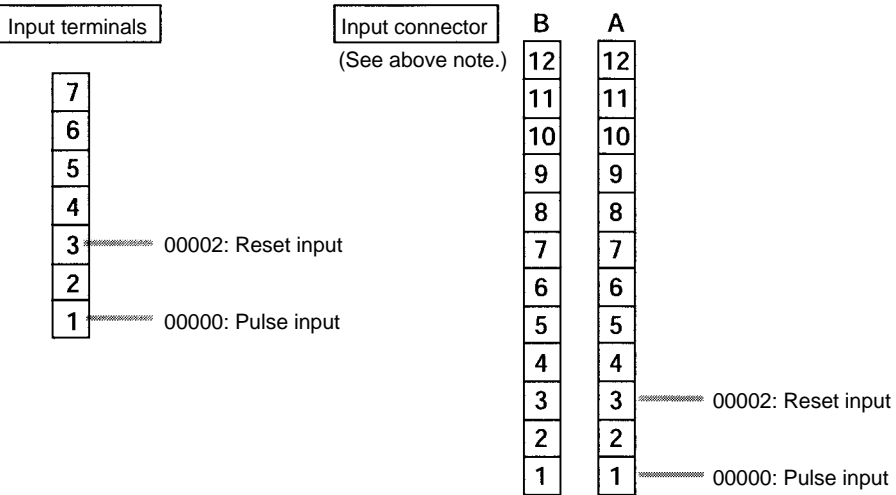 Input terminals
7
6
5
4
3 00002: Reset input
2
1 00000: Pulse input
Input connector
(See above note.)
B A
12 12
11 11
10 10
9 9
8 8
7 7
6 6
5 5
4 4
3 3 00002: Reset input
2 2
1 1 00000: Pulse input